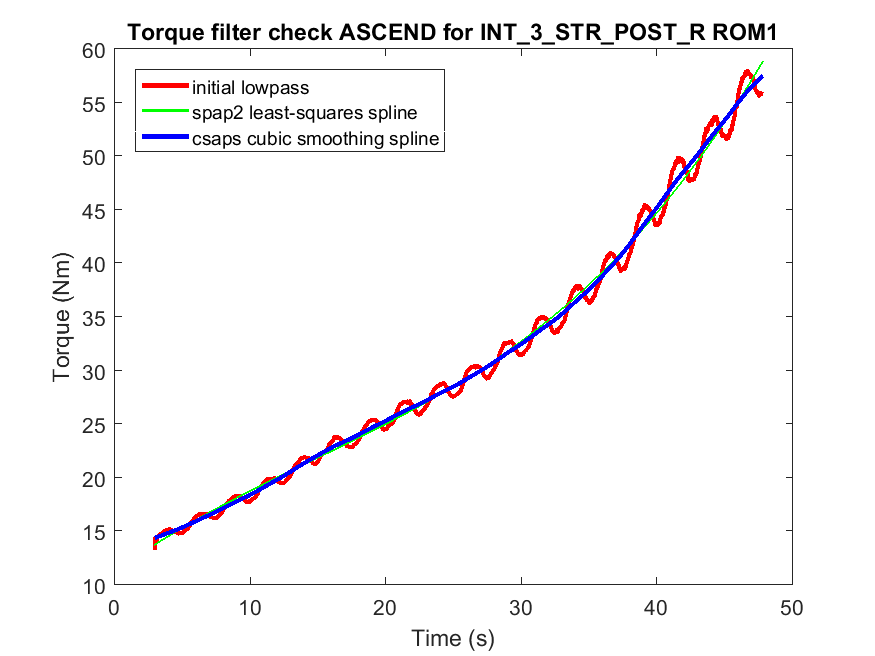 Torque filter check ASCEND for INT_3_STR_POST_R ROM1
60
55
50
45
40
35
30
25
20
15
10
initial lowpass
spap2 least-squares spline
csaps cubic smoothing spline
Torque (Nm)
0
10
20
30
40
50
Time (s)